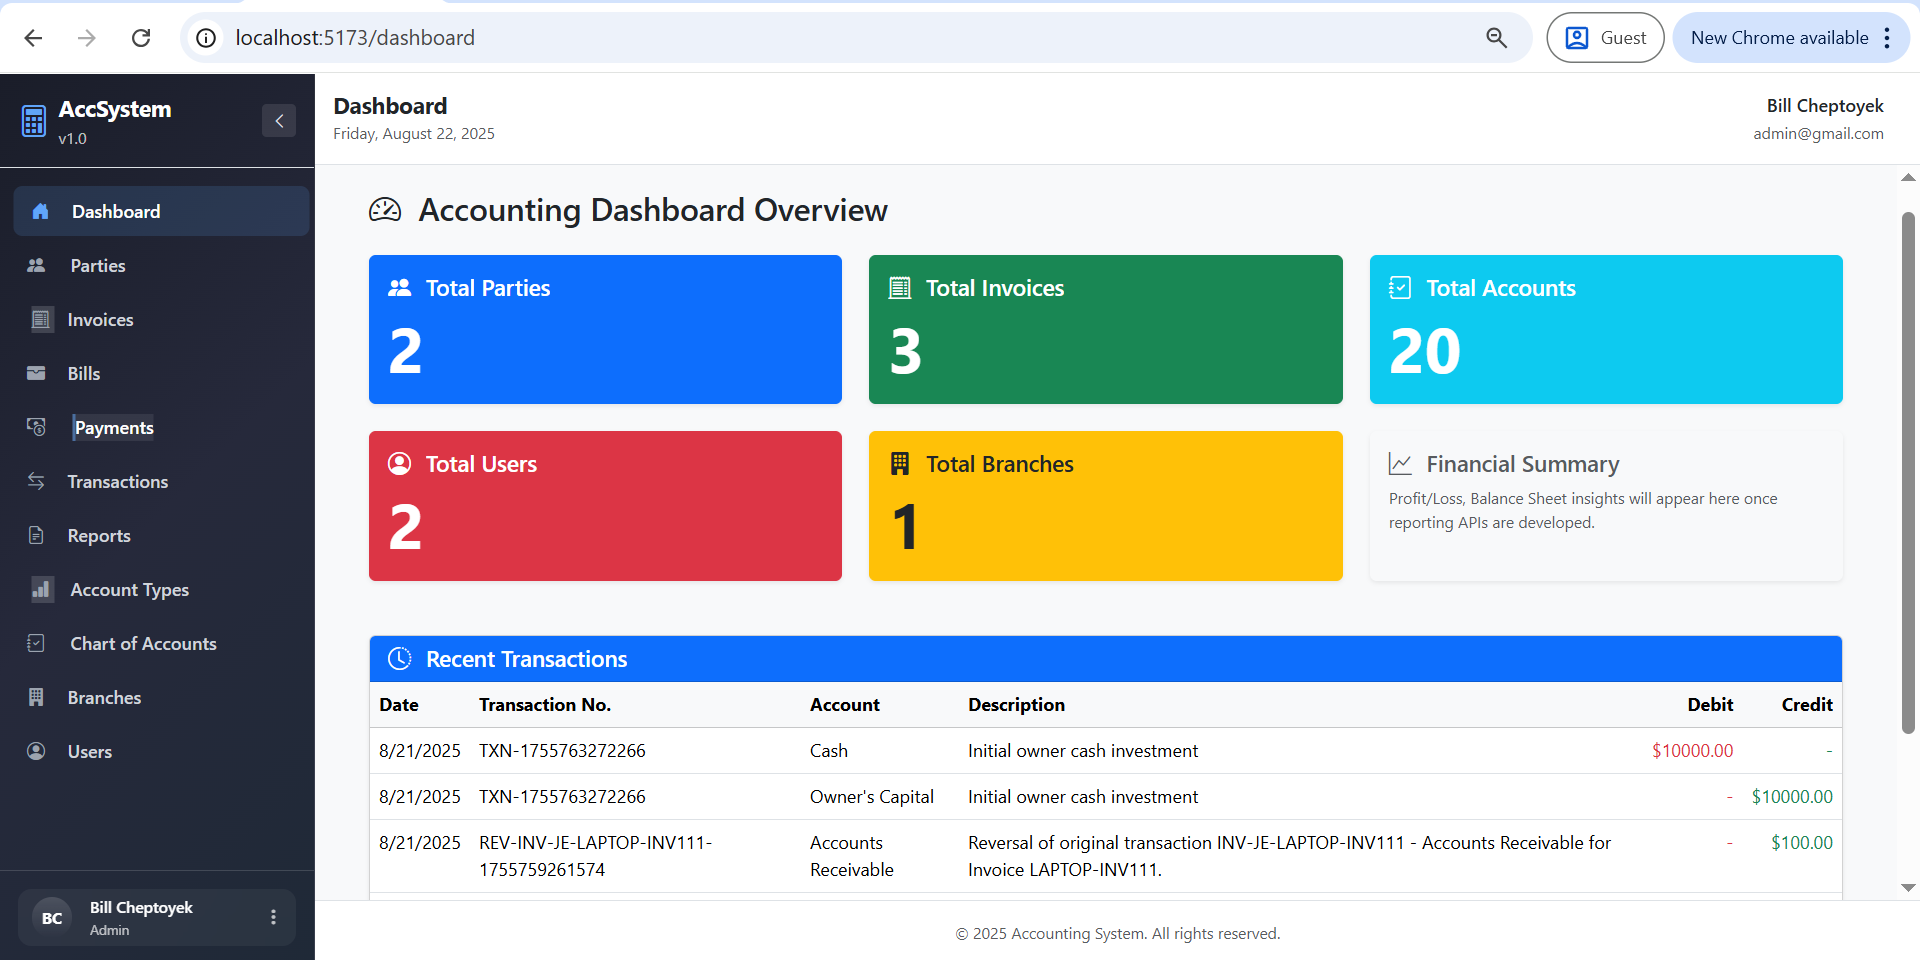 localhost:5173/dashboard
Guest
New Chrome available
AccSystem
v1.0
Dashboard
Parties
Invoices
Bills
Payments
Transactions
Reports
Account Types
Chart of Accounts
Branches
Users
BC
Bill Cheptoyek
Admin
Dashboard
Friday, August 22, 2025
Bill Cheptoyek
admin@gmail.com
Accounting Dashboard Overview
Total Parties
2
Total Invoices
3
Total Accounts
20
Total Users
2
Total Branches
1
Financial Summary
Profit/Loss, Balance Sheet insights will appear here once
reporting APIs are developed.
Recent Transactions
Date Transaction No. Account Description Debit Credit
8/21/2025 TXN-1755763272266 Cash Initial owner cash investment $10000.00 -
8/21/2025 TXN-1755763272266 Owner's Capital Initial owner cash investment - $10000.00
8/21/2025 REV-INV-JE-LAPTOP-INV111- Accounts Reversal of original transaction INV-JE-LAPTOP-INV111 - Accounts Receivable for - $100.00
1755759261574 Receivable Invoice LAPTOP-INV111.
© 2025 Accounting System. All rights reserved.